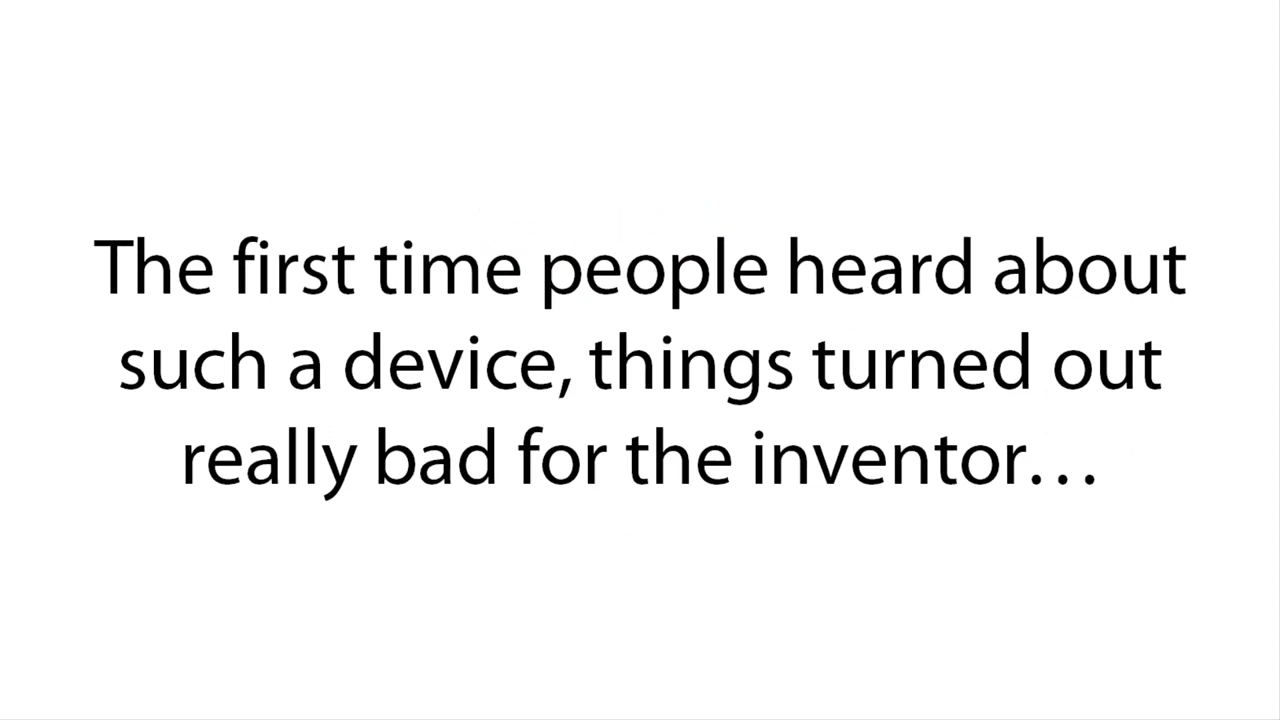 The first time people heard about
such a device, things turned out
really bad for the inventor…